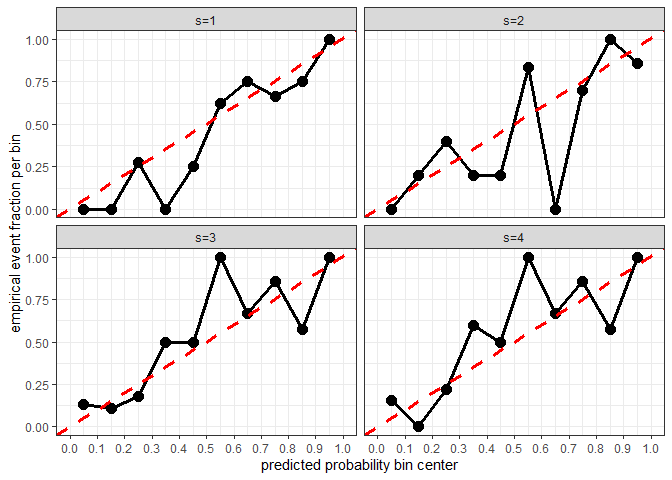 s=1
s=2
1.00
0.75
0.50
0.25
0.00
s=3
s=4
1.00
0.75
0.50
0.25
0.00
0.0 0.1 0.2 0.3 0.4 0.5 0.6 0.7 0.8 0.9 1.0
0.0 0.1 0.2 0.3 0.4 0.5 0.6 0.7 0.8 0.9 1.0
predicted probability bin center
empirical event fraction per bin